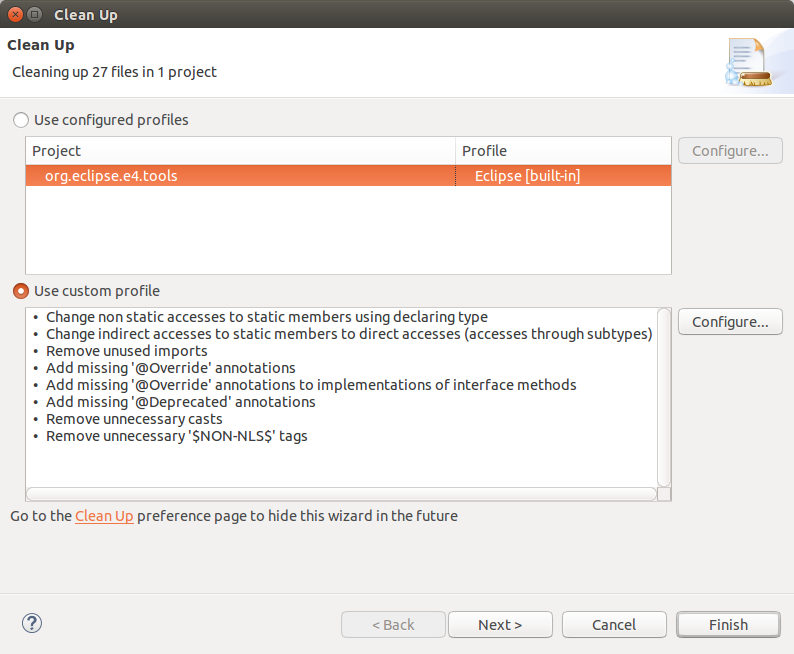 Clean Up
Clean Up
Cleaning up 27 files in 1 project
Use configured profiles
Project Profile Configure...
org.eclipse.e4.tools Eclipse [built-in]
Use custom profile
• Change non static accesses to static members using declaring type
• Change indirect accesses to static members to direct accesses (accesses through subtypes) Configure...
• Remove unused imports
• Add missing '@Override' annotations
• Add missing '@Override' annotations to implementations of interface methods
• Add missing '@Deprecated' annotations
• Remove unnecessary casts
• Remove unnecessary '$NON-NLS$' tags
Go to the Clean Up preference page to hide this wizard in the future
? < Back Next > Cancel Finish